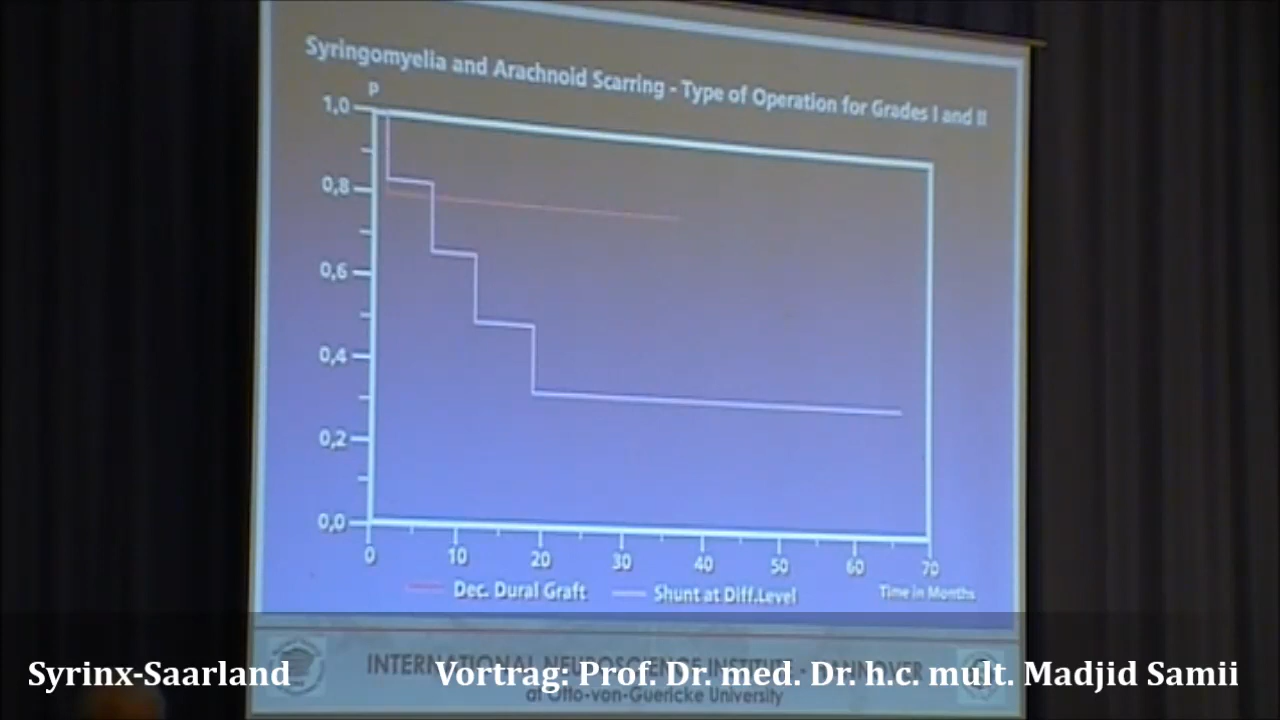 Syringomyelia and Arachnoid Scarring - Type of Operation for Grades I and II
P
1,0
0,8
0,6
0,4
0,2
0,0
0 10 20 30 40 50 60 70
Dec. Dural Graft Shunt at Diff.Level Time in Months
INTERNATIONAL NEUROSCIENCE INSTITUTE - HANNOVER
at Otto-von-Guericke University
Syrinx-Saarland Vortrag: Prof. Dr. med. Dr. h.c. mult. Madjid Samii